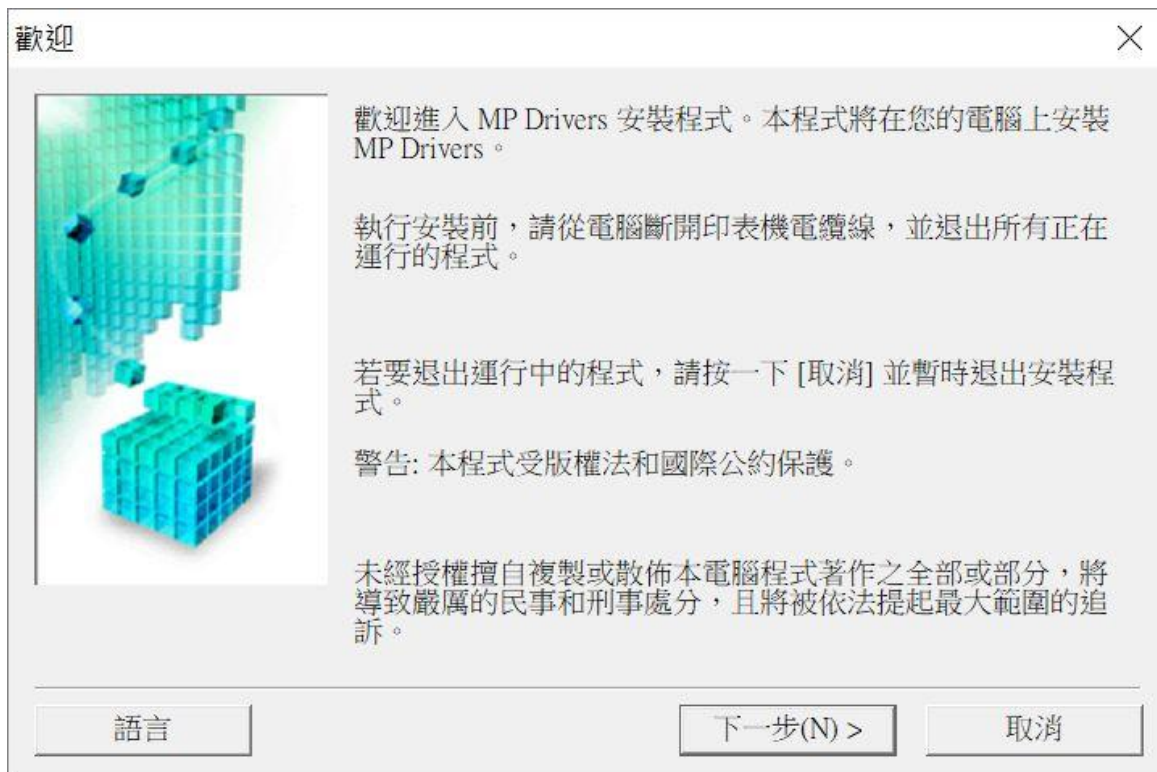 歡迎
歡迎進入 MP Drivers 安裝程式。本程式將在您的電腦上安裝
MP Drivers。
執行安裝前，請從電腦斷開印表機電纜線，並退出所有正在
運行的程式。
若要退出運行中的程式，請按一下 [取消] 並暫時退出安裝程
式。
警告: 本程式受版權法和國際公約保護。
未經授權擅自複製或散佈本電腦程式著作之全部或部分，將
導致嚴厲的民事和刑事處分，且將被依法提起最大範圍的追
訴。
語言
下一步(N) >
取消